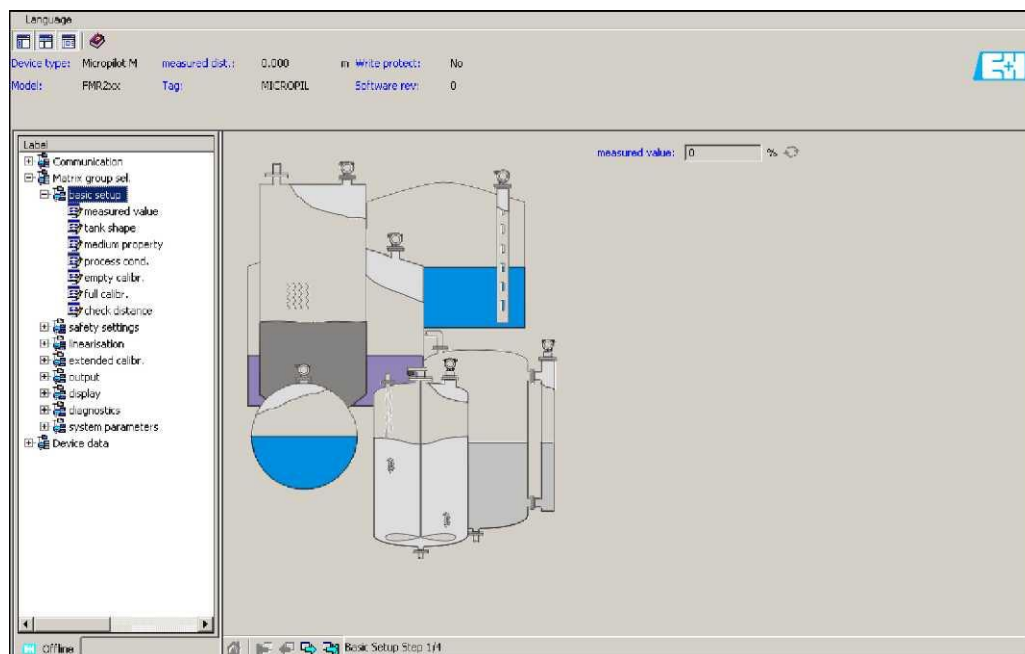 Language
Device type: Micropilot M measured dist.: 0.000 m Write protect: No
Model: FMR2xx Tag: MICROPIL Software rev: 0
E+H
Label
measured value: 0 %
Communication
Matrix group sel.
basic setup
measured value
tank shape
medium property
process cond.
empty calibr.
full calibr.
check distance
safety settings
linearisation
extended calibr.
output
display
diagnostics
system parameters
Device data
Offline
Basic Setup Step 1/4